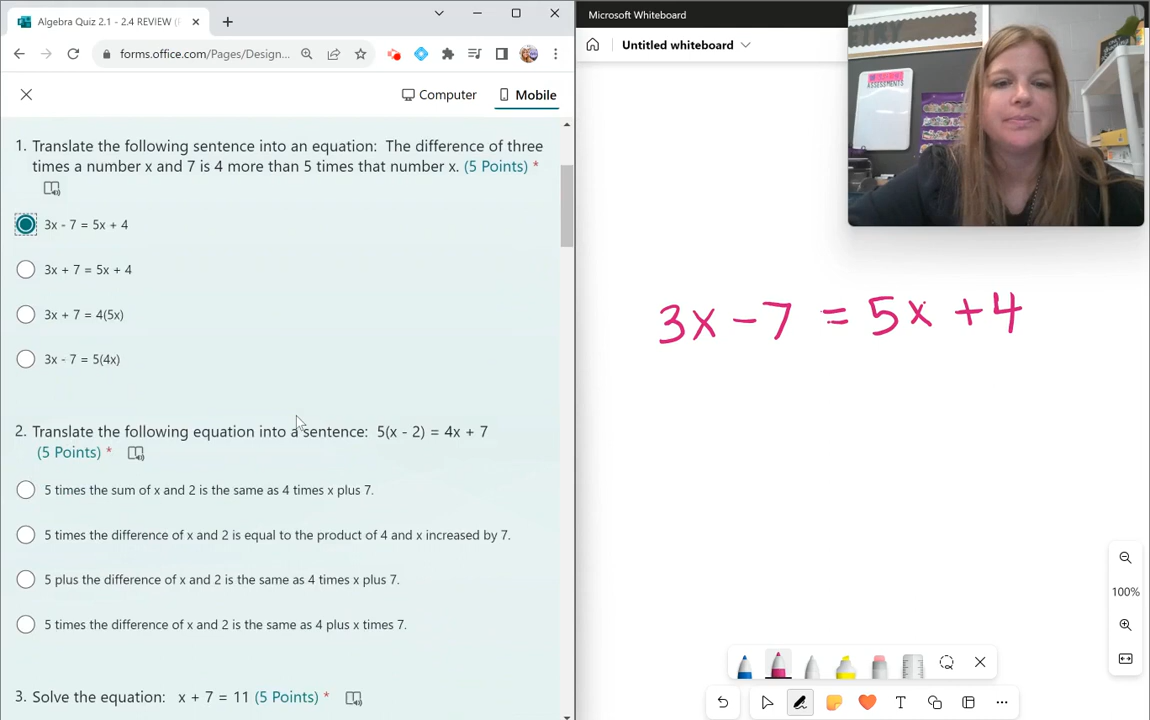 Algebra Quiz 2.1 - 2.4 REVIEW
forms.office.com/Pages/Design...
Computer
Mobile
1. Translate the following sentence into an equation: The difference of three
times a number x and 7 is 4 more than 5 times that number x. (5 Points) *
3x - 7 = 5x + 4
3x + 7 = 5x + 4
3x + 7 = 4(5x)
3x - 7 = 5(4x)
2. Translate the following equation into a sentence: 5(x - 2) = 4x + 7
(5 Points) *
5 times the sum of x and 2 is the same as 4 times x plus 7.
5 times the difference of x and 2 is equal to the product of 4 and x increased by 7.
5 plus the difference of x and 2 is the same as 4 times x plus 7.
5 times the difference of x and 2 is the same as 4 plus x times 7.
3. Solve the equation: x + 7 = 11 (5 Points) *
Microsoft Whiteboard
Untitled whiteboard
ASSESSMENTS
3x - 7 = 5x + 4
100%
T